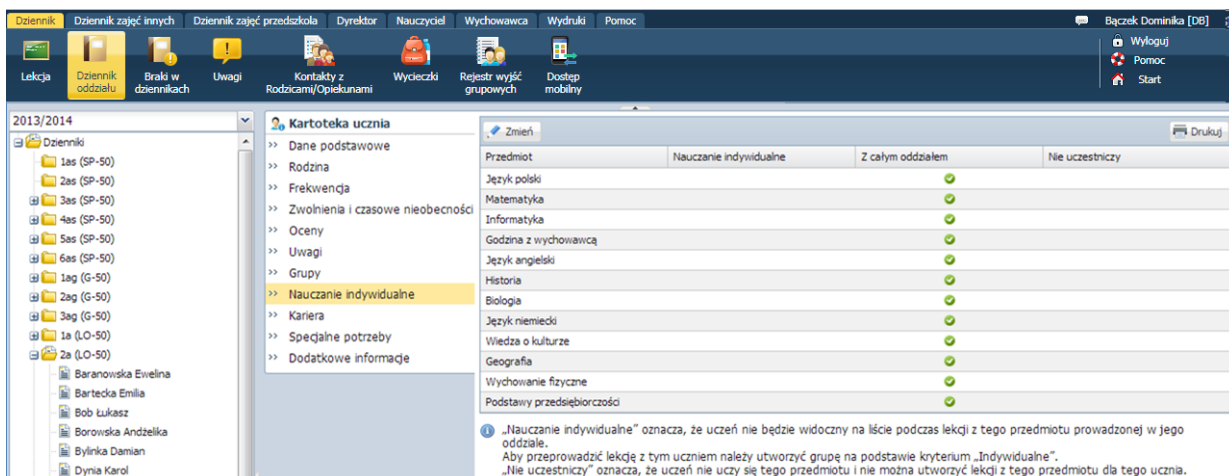 Dziennik Dziennik zajęć innych Dziennik zajęć przedszkola Dyrektor Nauczyciel Wychowawca Wydruki Pomoc Bączek Dominika [DB]
Lekcja
Dziennik oddziału
Braki w dziennikach
Uwagi
Kontakty z Rodzicami/Opiekunami
Wycieczki
Rejestr wyjść grupowych
Dostęp mobilny
Wyloguj
Pomoc
Start
2013/2014
Dzienniki
1as (SP-50)
2as (SP-50)
3as (SP-50)
4as (SP-50)
5as (SP-50)
6as (SP-50)
1ag (G-50)
2ag (G-50)
3ag (G-50)
1a (LO-50)
2a (LO-50)
Baranowska Ewelina
Bartecka Emilia
Bob Łukasz
Borowska Andżelika
Bylinka Damian
Dynia Karol
Kartoteka ucznia
>> Dane podstawowe
>> Rodzina
>> Frekwencja
>> Zwolnienia i czasowe nieobecności
>> Oceny
>> Uwagi
>> Grupy
>> Nauczanie indywidualne
>> Kariera
>> Specjalne potrzeby
>> Dodatkowe informacje
Zmień Drukuj
Przedmiot Nauczanie indywidualne Z całym oddziałem Nie uczestniczy
Język polski
Matematyka
Informatyka
Godzina z wychowawcą
Język angielski
Historia
Biologia
Język niemiecki
Wiedza o kulturze
Geografia
Wychowanie fizyczne
Podstawy przedsiębiorczości
„Nauczanie indywidualne” oznacza, że uczeń nie będzie widoczny na liście podczas lekcji z tego przedmiotu prowadzonej w jego
oddziale.
Aby przeprowadzić lekcję z tym uczniem należy utworzyć grupę na podstawie kryterium „Indywidualne”.
„Nie uczestniczy” oznacza, że uczeń nie uczy się tego przedmiotu i nie można utworzyć lekcji z tego przedmiotu dla tego ucznia.